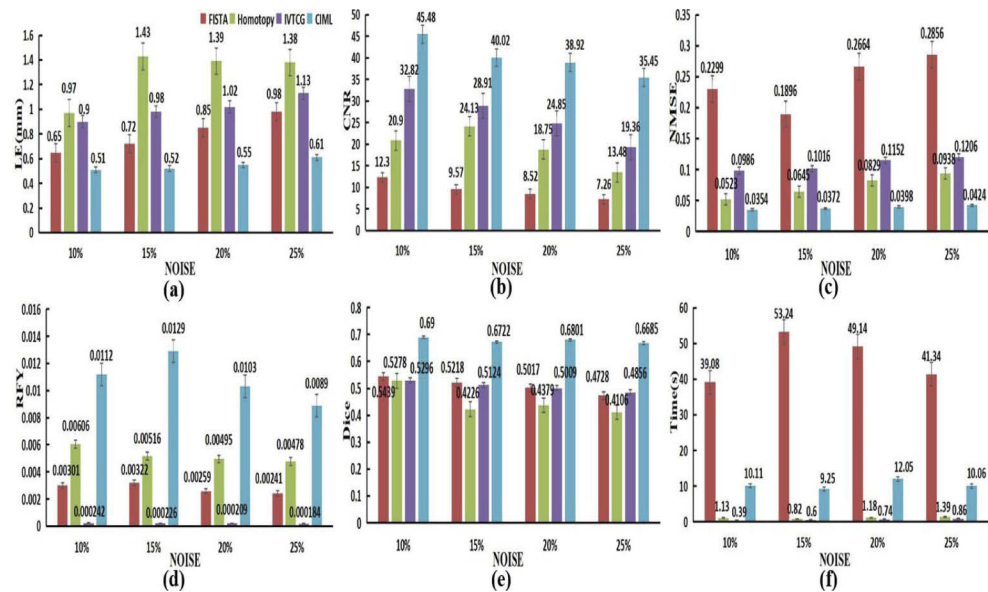 FISTA Homotopy IVTCG CIML
LE(mm)
1.6
1.4
1.2
1
0.8
0.6
0.4
0.2
0
0.65 0.97 0.9 0.51
0.72 1.43 0.98 0.52
0.85 1.39 1.02 0.55
0.98 1.38 1.13 0.61
10% 15% 20% 25%
NOISE
(a)
CNR
50
45
40
35
30
25
20
15
10
5
0
12.3 20.9 32.82 45.48
9.57 24.13 28.91 40.02
8.52 18.75 24.85 38.92
7.26 13.48 19.36 35.45
10% 15% 20% 25%
NOISE
(b)
NMSE
0.35
0.3
0.25
0.2
0.15
0.1
0.05
0
0.2299 0.0523 0.0986 0.0354
0.1896 0.0645 0.1016 0.0372
0.2664 0.0829 0.1152 0.0398
0.2856 0.0938 0.1206 0.0424
10% 15% 20% 25%
NOISE
(c)
RFY
0.016
0.014
0.012
0.01
0.008
0.006
0.004
0.002
0
0.00301 0.00606 0.000242 0.0112
0.00322 0.00516 0.000226 0.0129
0.00259 0.00495 0.000209 0.0103
0.00241 0.00478 0.000184 0.0089
10% 15% 20% 25%
NOISE
(d)
Dice
0.8
0.7
0.6
0.5
0.4
0.3
0.2
0.1
0
0.5439 0.5278 0.5296 0.69
0.5218 0.4226 0.5124 0.6722
0.5017 0.4379 0.5009 0.6801
0.4728 0.4106 0.4856 0.6685
10% 15% 20% 25%
NOISE
(e)
Time(s)
60
50
40
30
20
10
0
39.08 1.13 0.39 10.11
53.24 0.82 0.6 9.25
49.14 1.18 0.74 12.05
41.34 1.39 0.86 10.06
10% 15% 20% 25%
NOISE
(f)